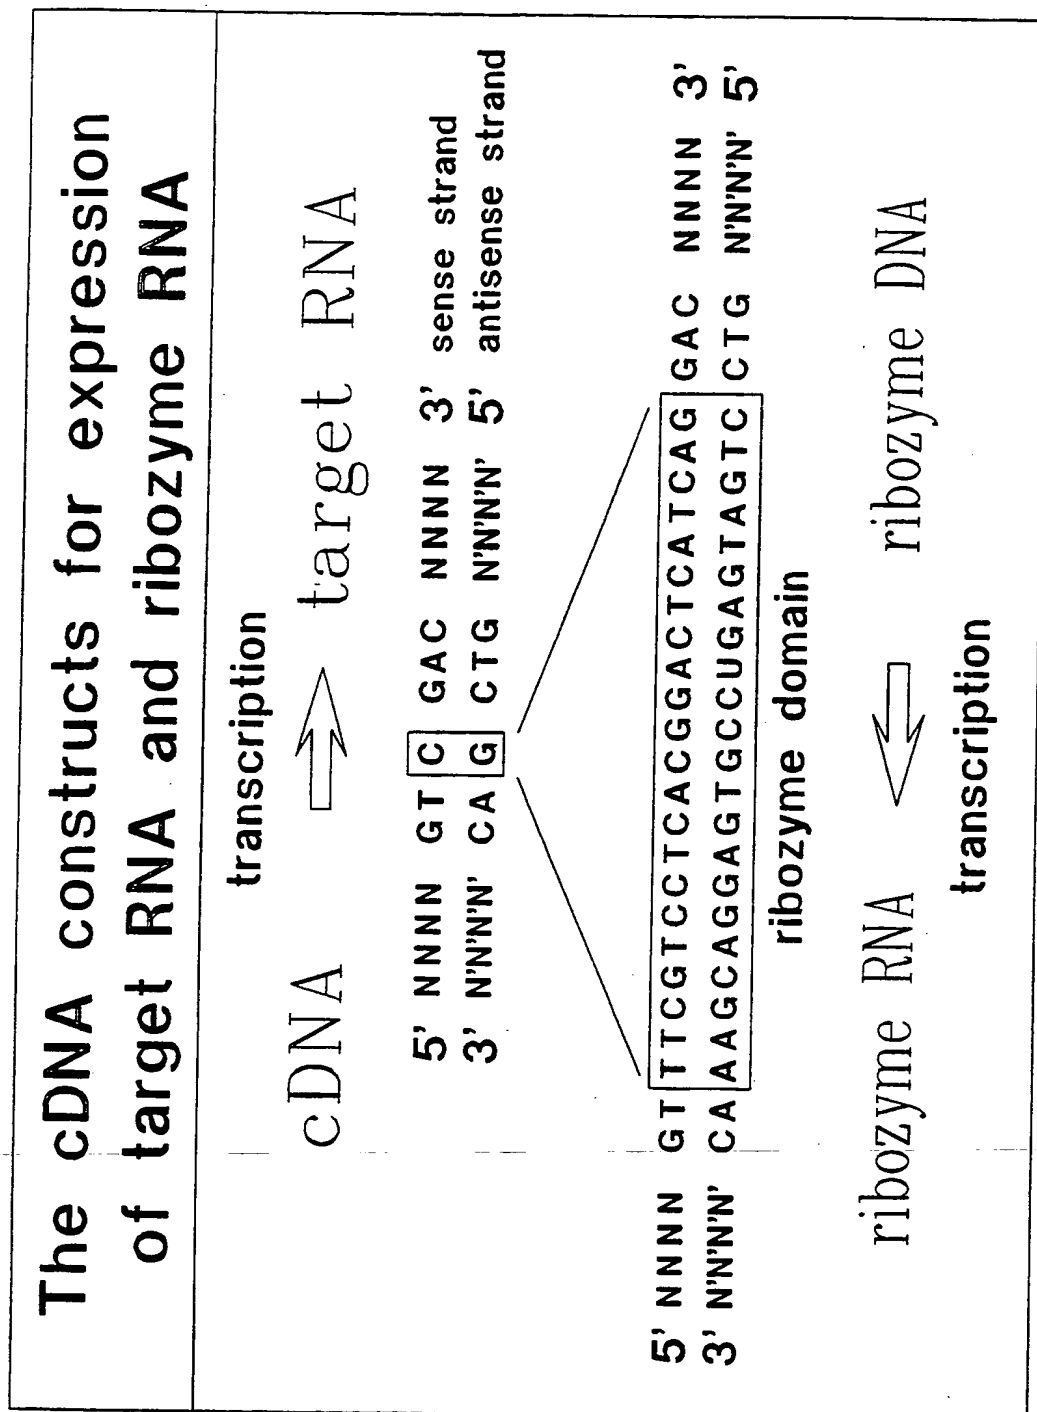 The cDNA constructs for expression
of target RNA and ribozyme RNA
transcription
cDNA ⇨ target RNA
5' NNNN GT C GAC NNNN 3' sense strand
3' N'N'N'N' CA G CTG N'N'N'N' 5' antisense strand
5' NNNN GT TTCGTCCTCACGGACTCATCAG GAC NNNN 3'
3' N'N'N'N' CA AAGCAGGAGTGCCUGAGTAGTC CTG N'N'N'N' 5'
ribozyme domain
ribozyme RNA ⇦ ribozyme DNA
transcription